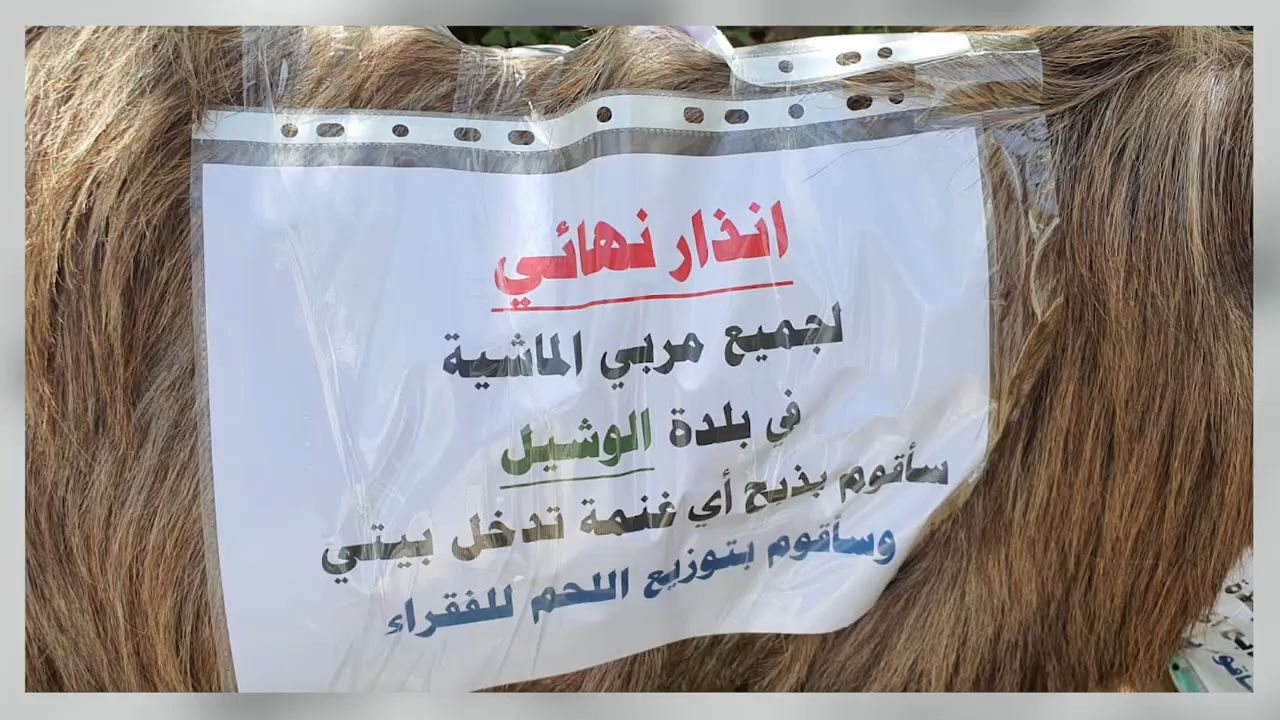 انذار نهائي
لجميع مربي الماشية
في بلدة الوشيل
سأقوم بذبح أي غنمة تدخل بيتي
وسأقوم بتوزيع اللحم للفقراء